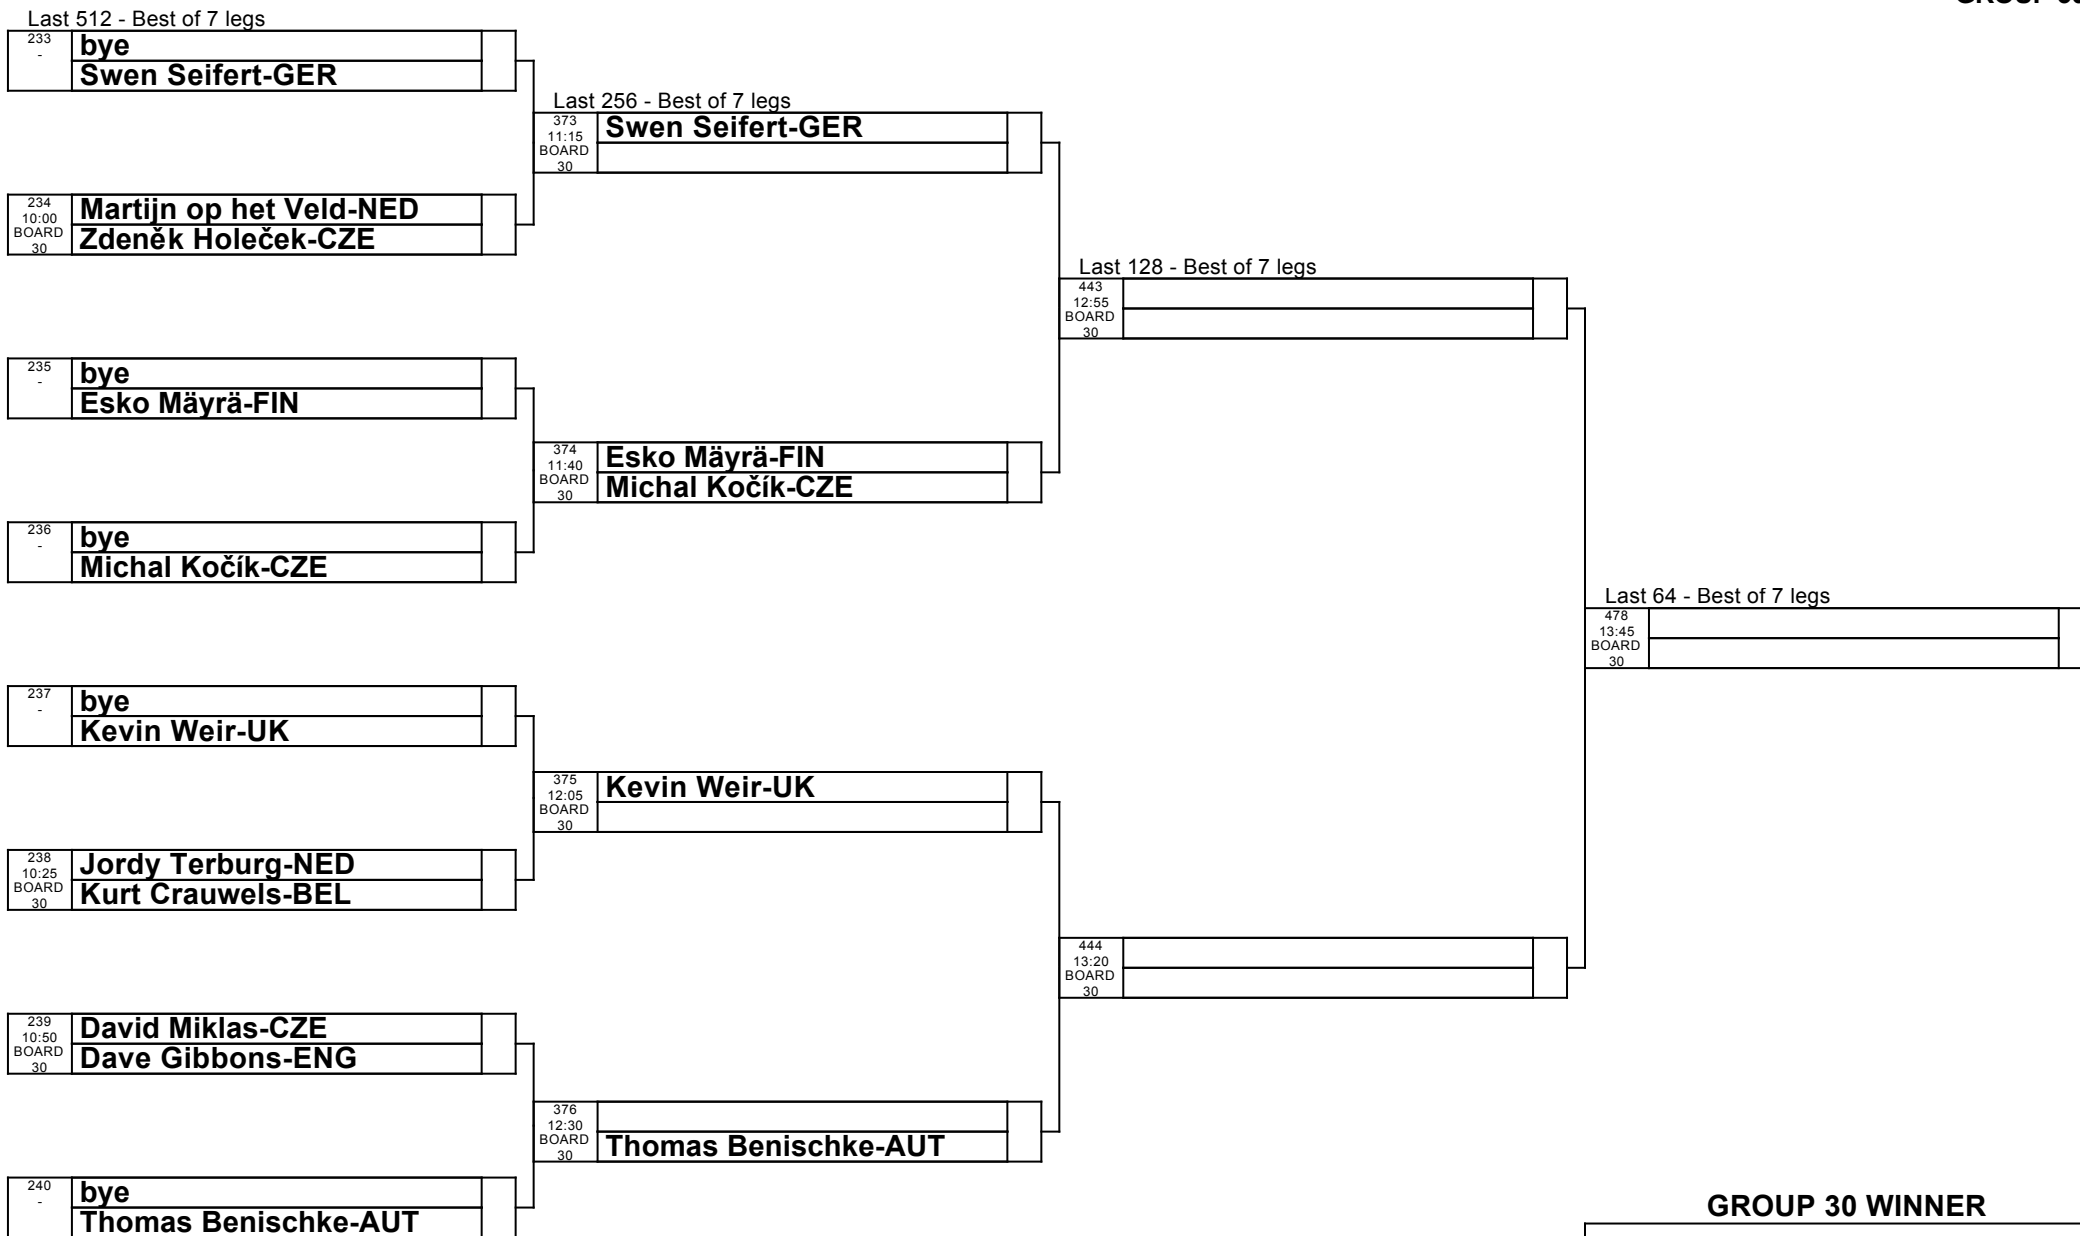 GROUP
Last 512 - Best of 7 legs
233
-
bye
Swen Seifert-GER
Last 256 - Best of 7 legs
373
11:15
BOARD
30
Swen Seifert-GER
234
10:00
BOARD
30
Martijn op het Veld-NED
Zdeněk Holeček-CZE
Last 128 - Best of 7 legs
443
12:55
BOARD
30
235
-
bye
Esko Mäyrä-FIN
374
11:40
BOARD
30
Esko Mäyrä-FIN
Michal Kočík-CZE
236
-
bye
Michal Kočík-CZE
Last 64 - Best of 7 legs
478
13:45
BOARD
30
237
-
bye
Kevin Weir-UK
375
12:05
BOARD
30
Kevin Weir-UK
238
10:25
BOARD
30
Jordy Terburg-NED
Kurt Crauwels-BEL
444
13:20
BOARD
30
239
10:50
BOARD
30
David Miklas-CZE
Dave Gibbons-ENG
376
12:30
BOARD
30
Thomas Benischke-AUT
240
-
bye
Thomas Benischke-AUT
GROUP 30 WINNER